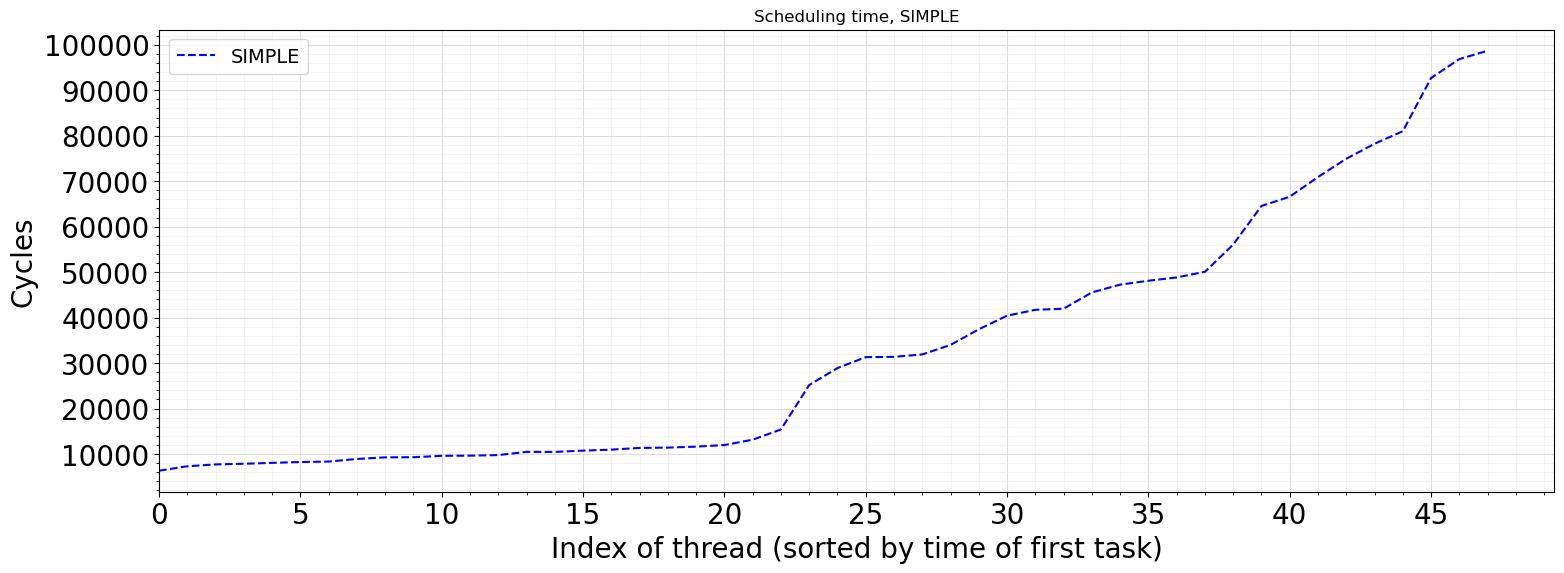 Scheduling time, SIMPLE
SIMPLE
100000
90000
80000
70000
60000
50000
40000
30000
20000
10000
Cycles
0 5 10 15 20 25 30 35 40 45
Index of thread (sorted by time of first task)